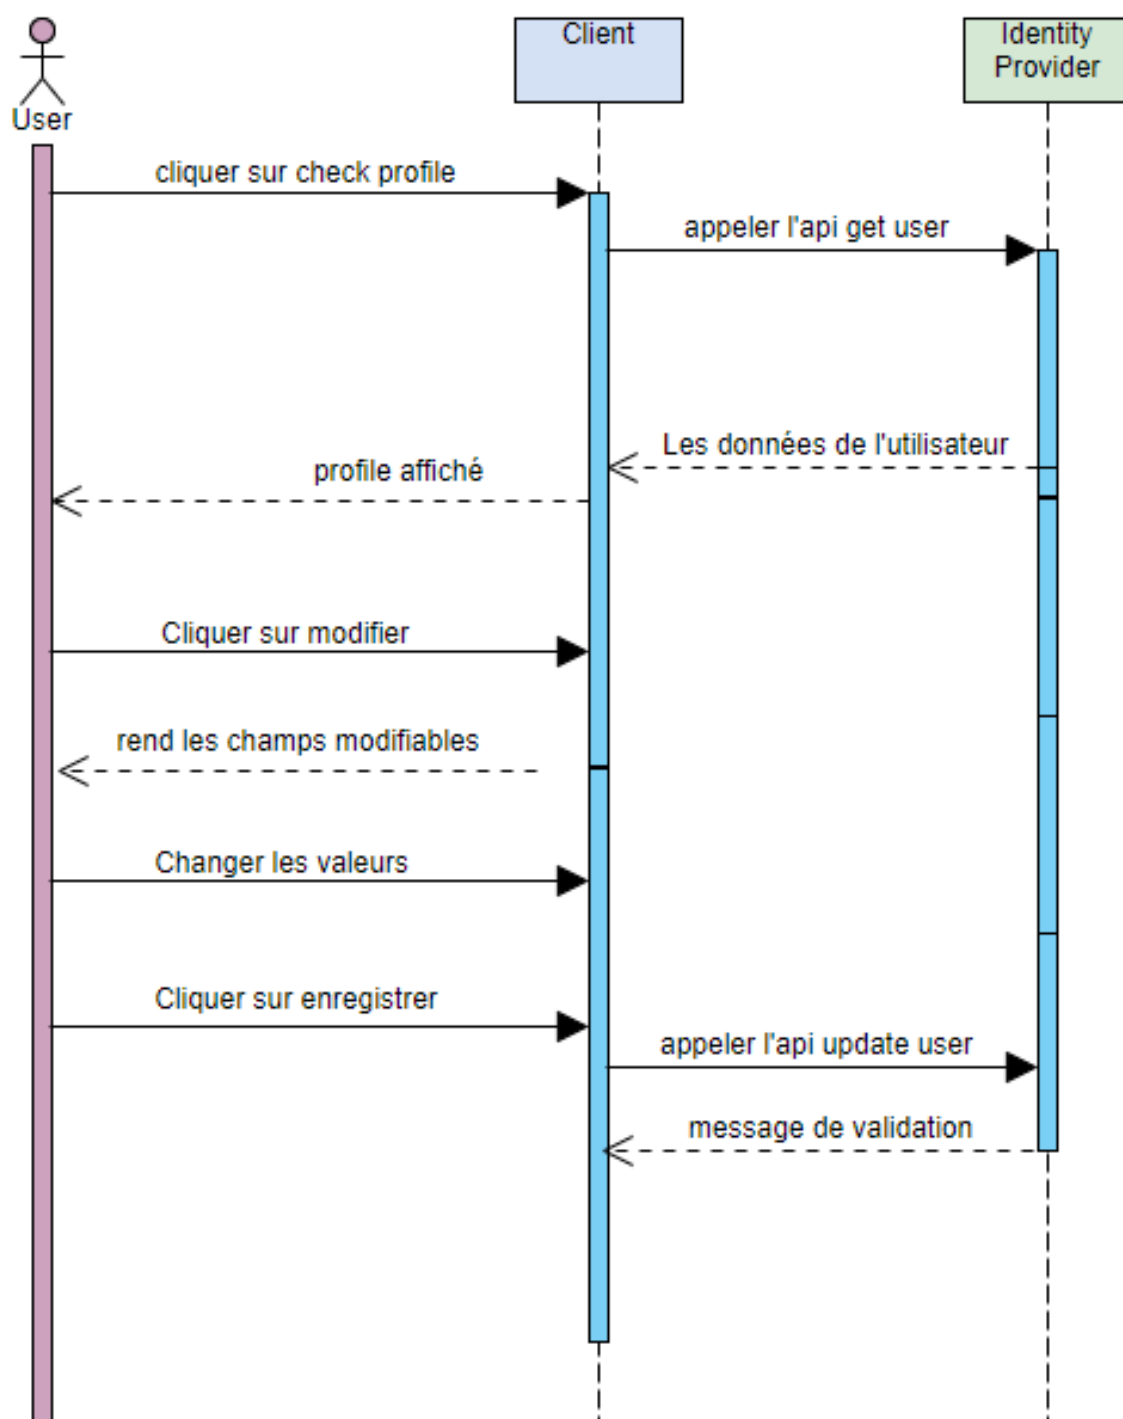 Client
Identity
Provider
User
cliquer sur check profile
appeler l'api get user
Les données de l'utilisateur
profile affiché
Cliquer sur modifier
rend les champs modifiables
Changer les valeurs
Cliquer sur enregistrer
appeler l'api update user
message de validation